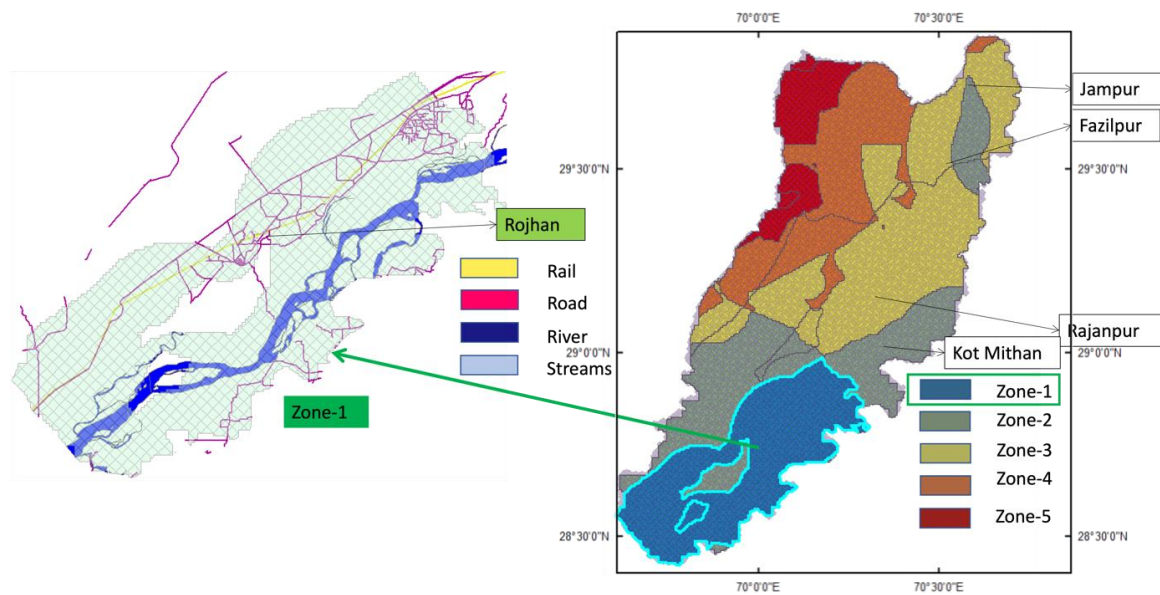 70°0'0"E
70°30'0"E
Jampur
Fazilpur
29°30'0"N
29°30'0"N
Rojhan
Rail
Road
River
Streams
Rajanpur
Kot Mithan
29°0'0"N
29°0'0"N
Zone-1
Zone-1
Zone-2
Zone-3
Zone-4
Zone-5
28°30'0"N
28°30'0"N
70°0'0"E
70°30'0"E